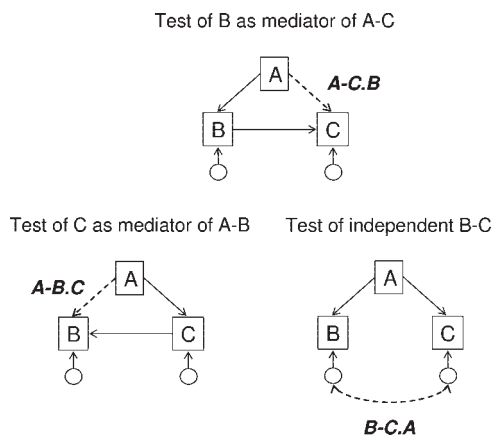 Test of B as mediator of A-C
A
A-C.B
B
C
Test of C as mediator of A-B
A
A-B.C
B
C
Test of independent B-C
A
B
C
B-C.A